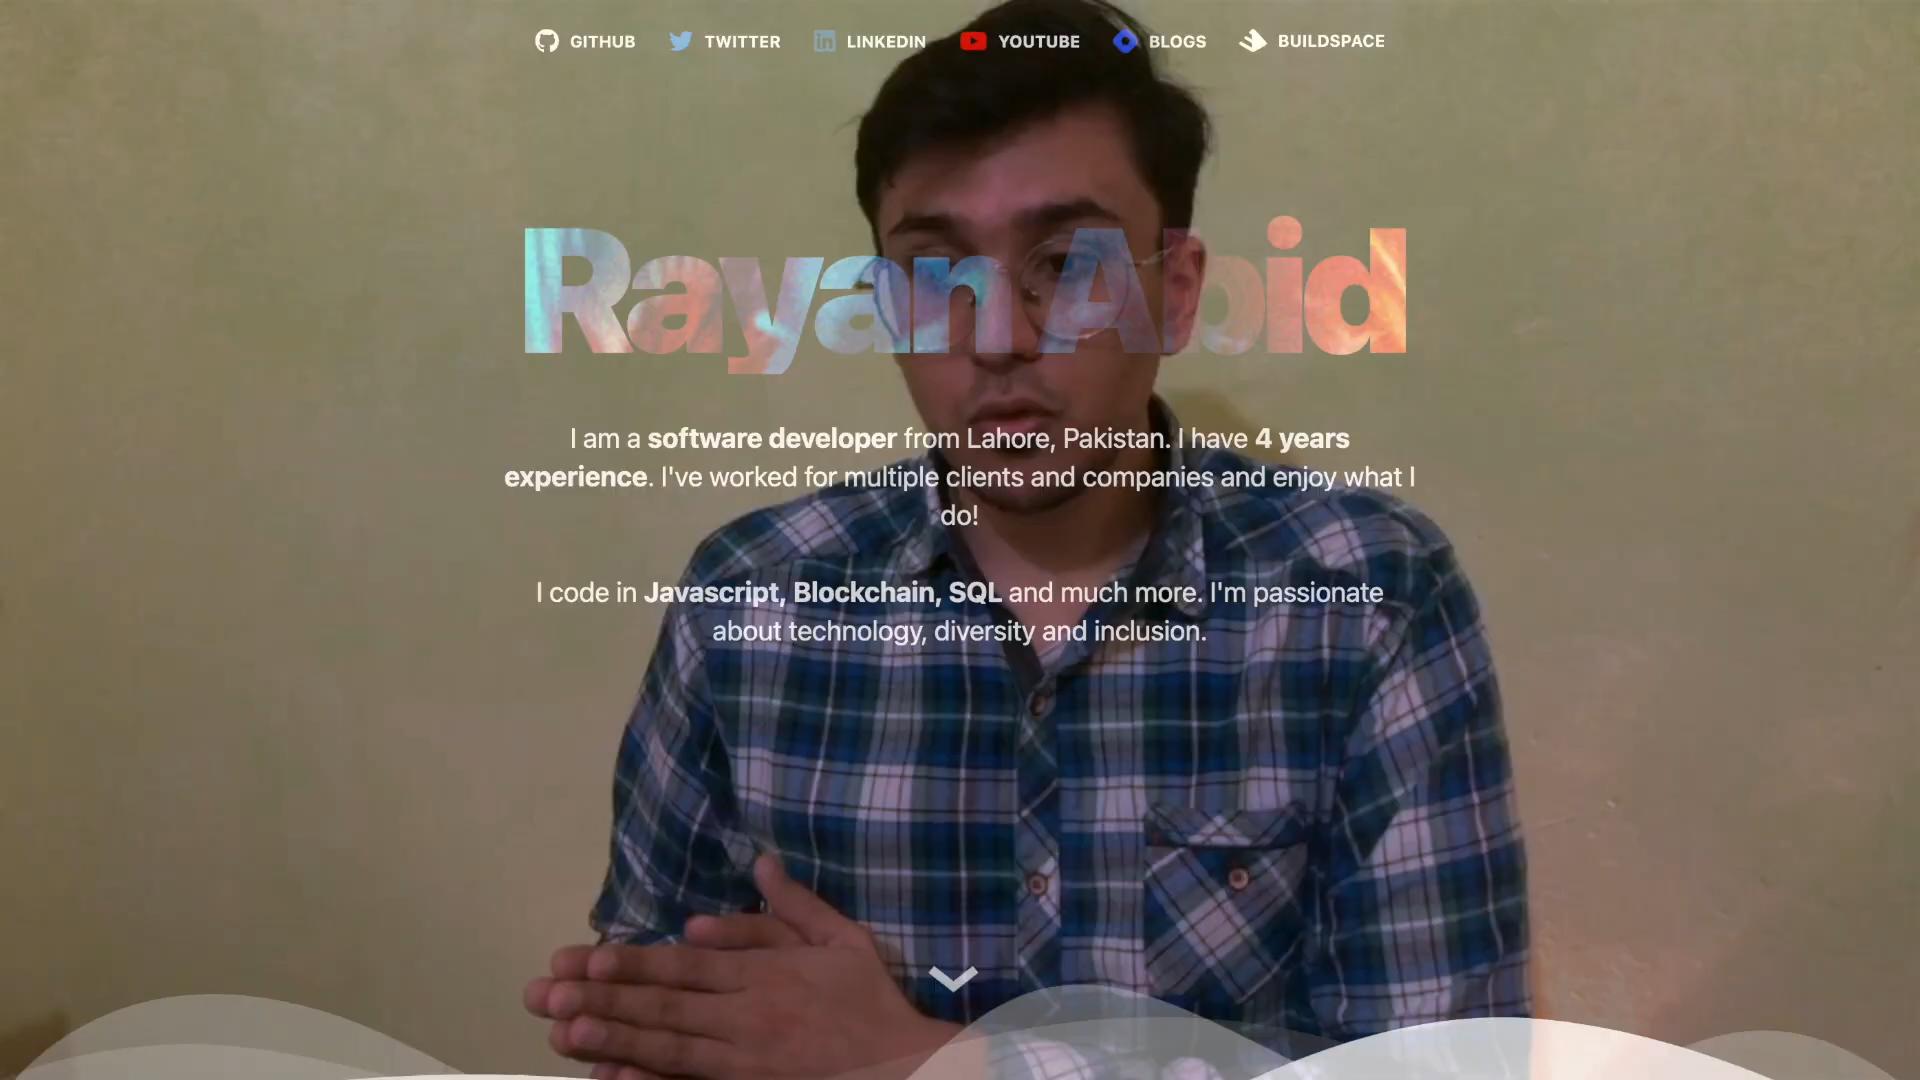 GITHUB TWITTER LINKEDIN YOUTUBE BLOGS BUILDSPACE
Rayan Abid
I am a software developer from Lahore, Pakistan. I have 4 years
experience. I've worked for multiple clients and companies and enjoy what I
do!
I code in Javascript, Blockchain, SQL and much more. I'm passionate
about technology, diversity and inclusion.